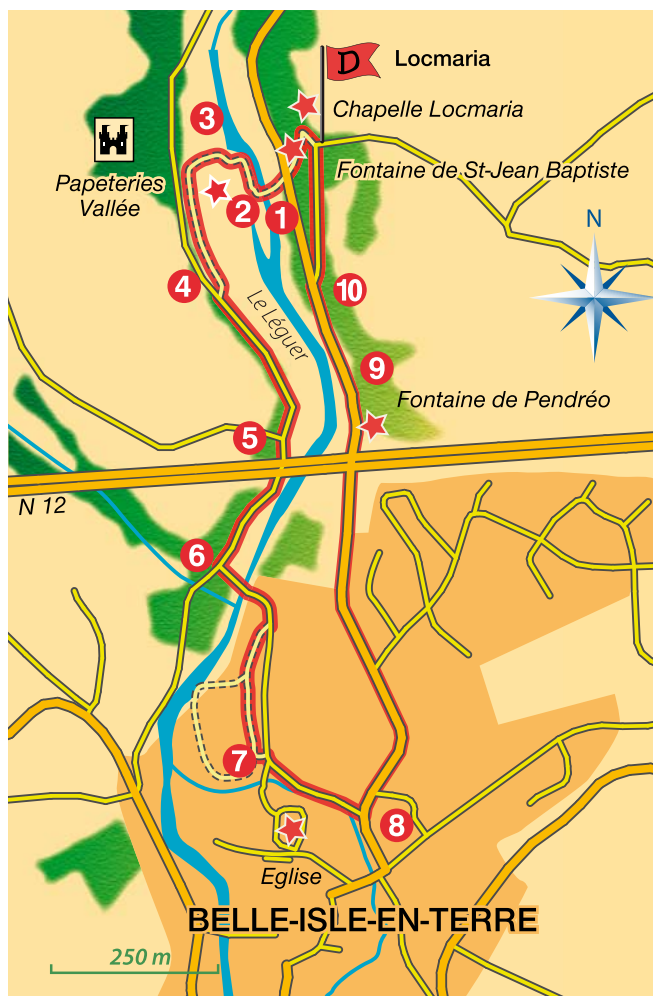 D
Locmaria
Chapelle Locmaria
3
Papeteries
Vallée
Fontaine de St-Jean Baptiste
2
1
N
4
10
Le Léguer
9
Fontaine de Pendréo
5
N 12
6
7
8
Eglise
BELLE-ISLE-EN-TERRE
250 m